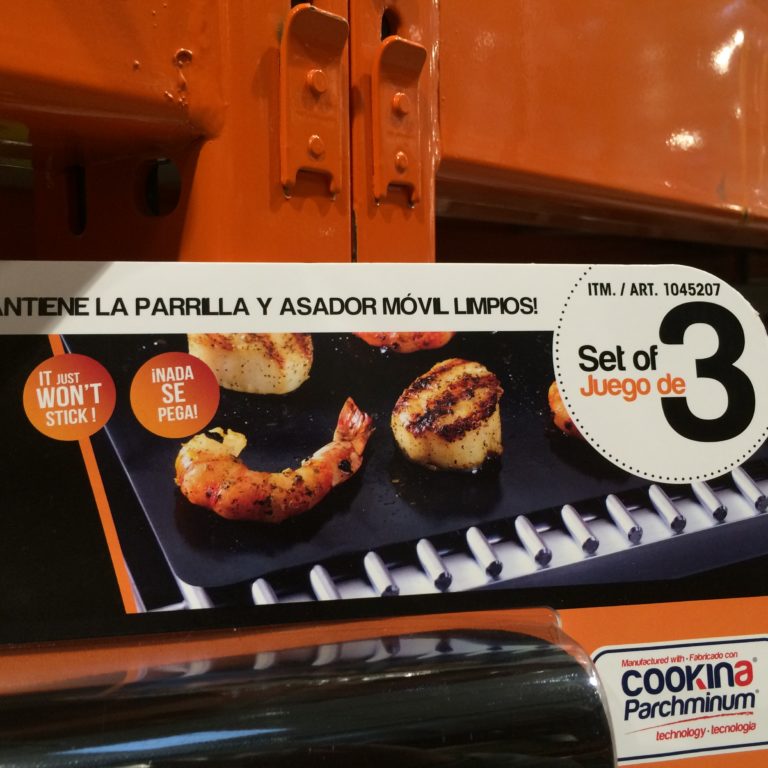 LA PARRILLA Y ASADOR MÓVIL LIMPIOS!
ITM. / ART. 1045207
Set of
Juego de
3
IT JUST
WON'T
STICK!
¡NADA
SE
PEGA!
Manufactured with - Fabricado con
COOKINA
Parchminum
technology - tecnología